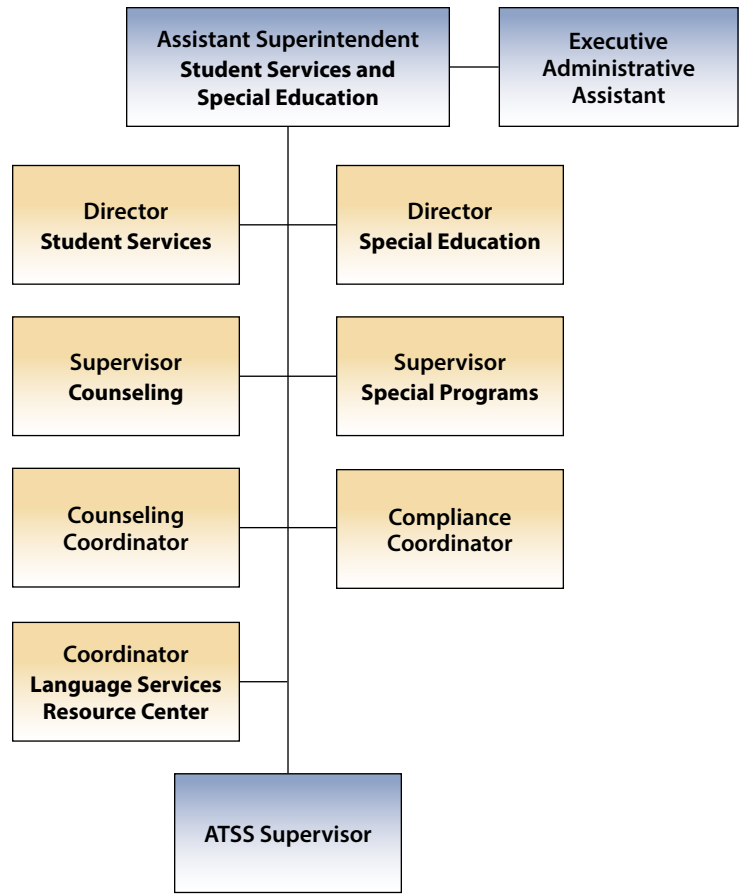 Assistant Superintendent
Student Services and
Special Education
Executive
Administrative
Assistant
Director
Student Services
Director
Special Education
Supervisor
Counseling
Supervisor
Special Programs
Counseling
Coordinator
Compliance
Coordinator
Coordinator
Language Services
Resource Center
ATSS Supervisor